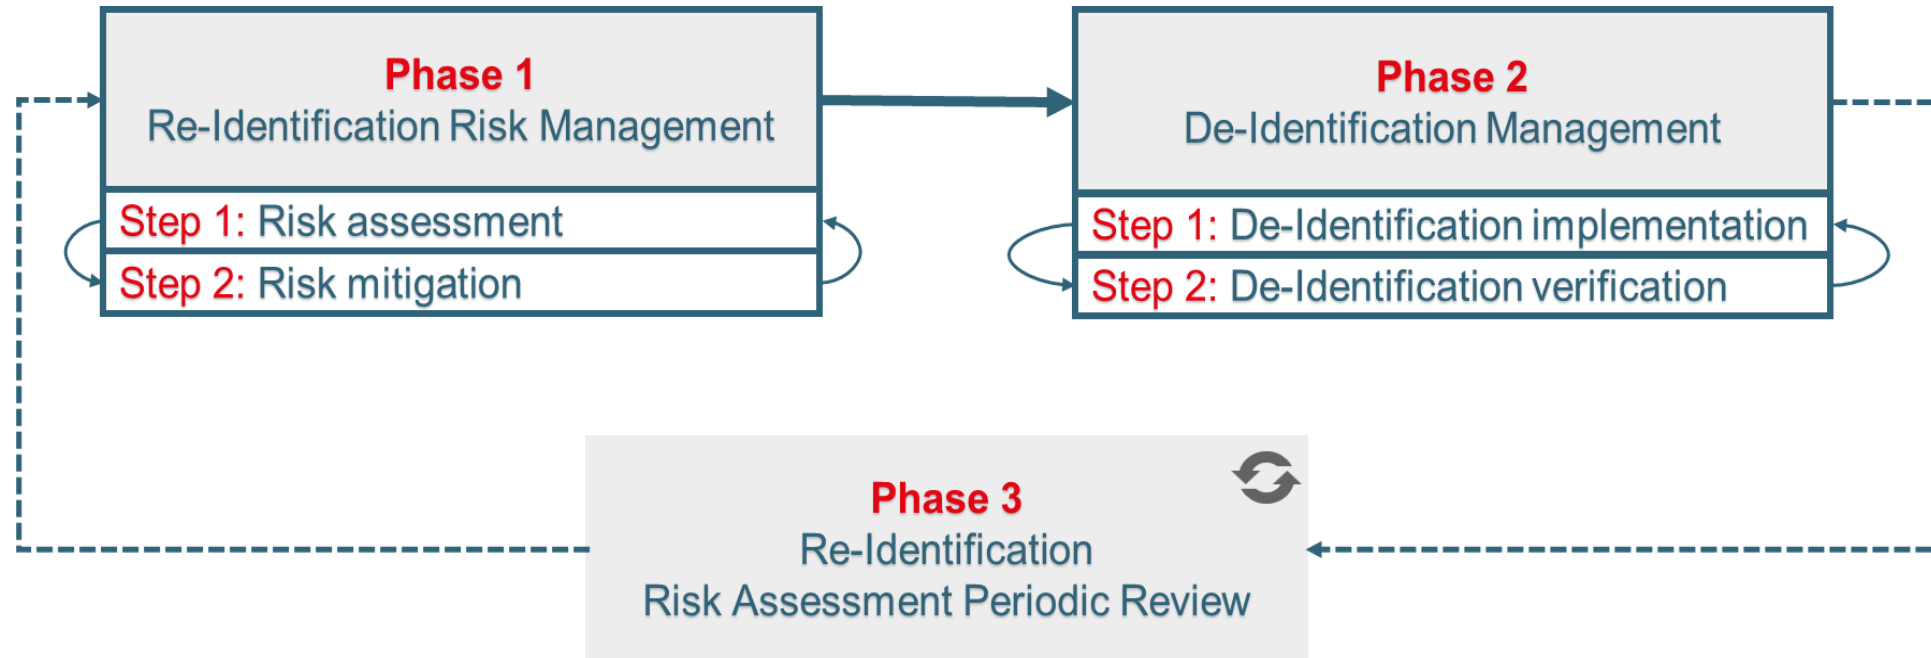 Phase 1
Re-Identification Risk Management
Step 1: Risk assessment
Step 2: Risk mitigation
Phase 2
De-Identification Management
Step 1: De-Identification implementation
Step 2: De-Identification verification
Phase 3
Re-Identification
Risk Assessment Periodic Review